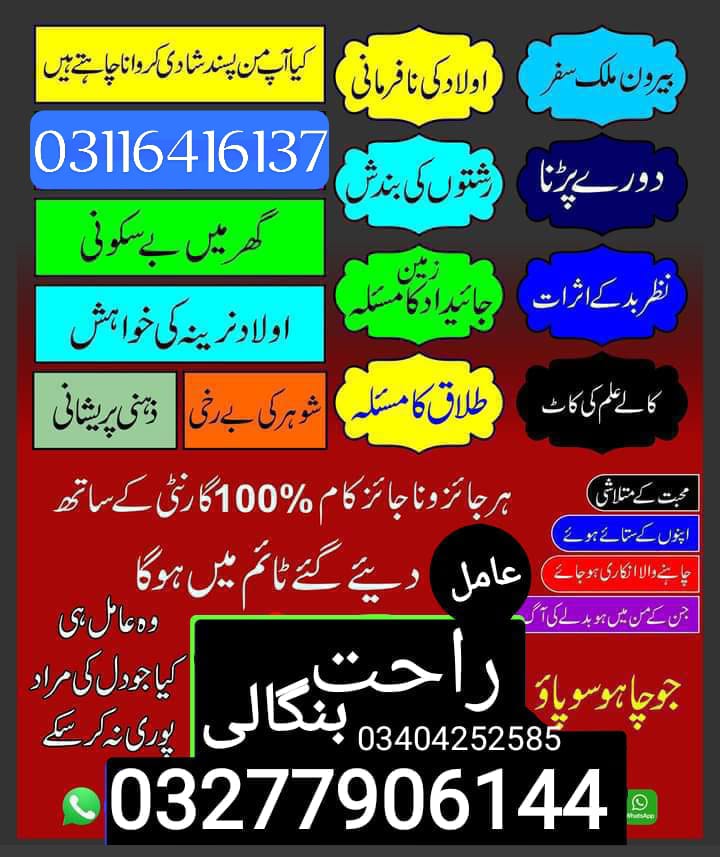 کیا آپ من پسند شادی کروانا چاہتے ہیں
اولاد کی نافرمانی
بیرون ملک سفر
03116416137
رشتوں کی بندش
دورے پڑنا
گھر میں بے سکونی
زمین
جائیداد کا مسئلہ
نظر بد کے اثرات
اولاد نرینہ کی خواہش
طلاق کا مسئلہ
کالے علم کی کاٹ
شوہر کی بے رخی
ذہنی پریشانی
ہر جائز و ناجائز کام 100% گارنٹی کے ساتھ
دیئے گئے ٹائم میں ہوگا
محبت کے متلاشی
اپنوں کے ستائے ہوئے
چاہنے والا انکاری ہو جائے
جن کے من میں ہو بدلے کی آگ
عامل
راحت
بنگالی
وہ عامل ہی
کیا جو دل کی مراد
پوری نہ کر سکے
جو چاہو سو پاؤ
03404252585
03277906144
WhatsApp